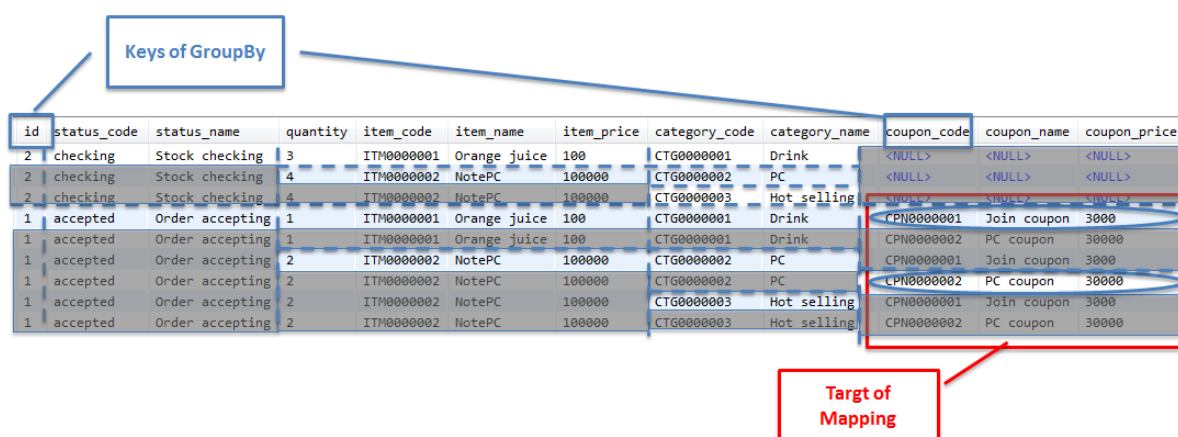 Keys of GroupBy
id status_code status_name quantity item_code item_name item_price category_code category_name coupon_code coupon_name coupon_price
2 checking Stock checking 3 ITM0000001 Orange juice 100 CTG0000001 Drink <NULL> <NULL> <NULL>
2 checking Stock checking 4 ITM0000002 NotePC 100000 CTG0000002 PC <NULL> <NULL> <NULL>
2 checking Stock checking 4 ITM0000002 NotePC 100000 CTG0000003 Hot selling <NULL> <NULL> <NULL>
1 accepted Order accepting 1 ITM0000001 Orange juice 100 CTG0000001 Drink CPN0000001 Join coupon 3000
1 accepted Order accepting 1 ITM0000001 Orange juice 100 CTG0000001 Drink CPN0000002 PC coupon 30000
1 accepted Order accepting 2 ITM0000002 NotePC 100000 CTG0000002 PC CPN0000001 Join coupon 3000
1 accepted Order accepting 2 ITM0000002 NotePC 100000 CTG0000002 PC CPN0000002 PC coupon 30000
1 accepted Order accepting 2 ITM0000002 NotePC 100000 CTG0000003 Hot selling CPN0000001 Join coupon 3000
1 accepted Order accepting 2 ITM0000002 NotePC 100000 CTG0000003 Hot selling CPN0000002 PC coupon 30000
Targt of
Mapping